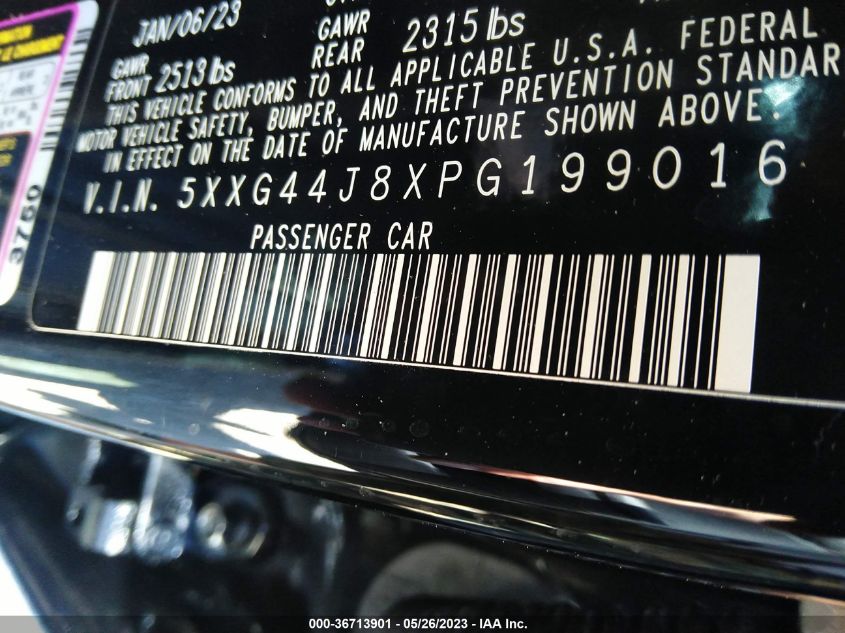 JAN/06/23
GAWR
FRONT 2513 lbs
GAWR
REAR 2315 lbs
THIS VEHICLE CONFORMS TO ALL APPLICABLE U.S.A. FEDERAL
MOTOR VEHICLE SAFETY, BUMPER, AND THEFT PREVENTION STANDAR
IN EFFECT ON THE DATE OF MANUFACTURE SHOWN ABOVE.
V.I.N. 5XXG44J8XPG199016
PASSENGER CAR
3760
000-36713901 - 05/26/2023 - IAA Inc.